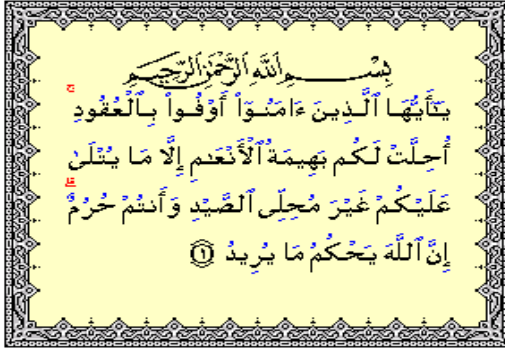 بِسْمِ ٱللَّهِ ٱلرَّحْمَٰنِ ٱلرَّحِيمِ
يَـٰٓأَيُّهَا ٱلَّذِينَ ءَامَنُوٓا۟ أَوْفُوا۟ بِٱلْعُقُودِ ۚ
أُحِلَّتْ لَكُم بَهِيمَةُ ٱلْأَنْعَـٰمِ إِلَّا مَا يُتْلَىٰ
عَلَيْكُمْ غَيْرَ مُحِلِّى ٱلصَّيْدِ وَأَنتُمْ حُرُمٌ ۗ
إِنَّ ٱللَّهَ يَحْكُمُ مَا يُرِيدُ ﴿١﴾